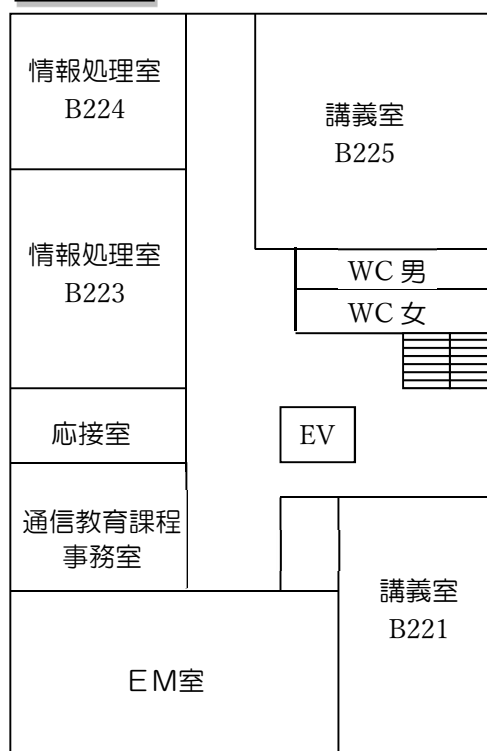 情報処理室
B224
講義室
B225
情報処理室
B223
WC 男
WC 女
応接室
EV
通信教育課程
事務室
講義室
B221
ＥＭ室